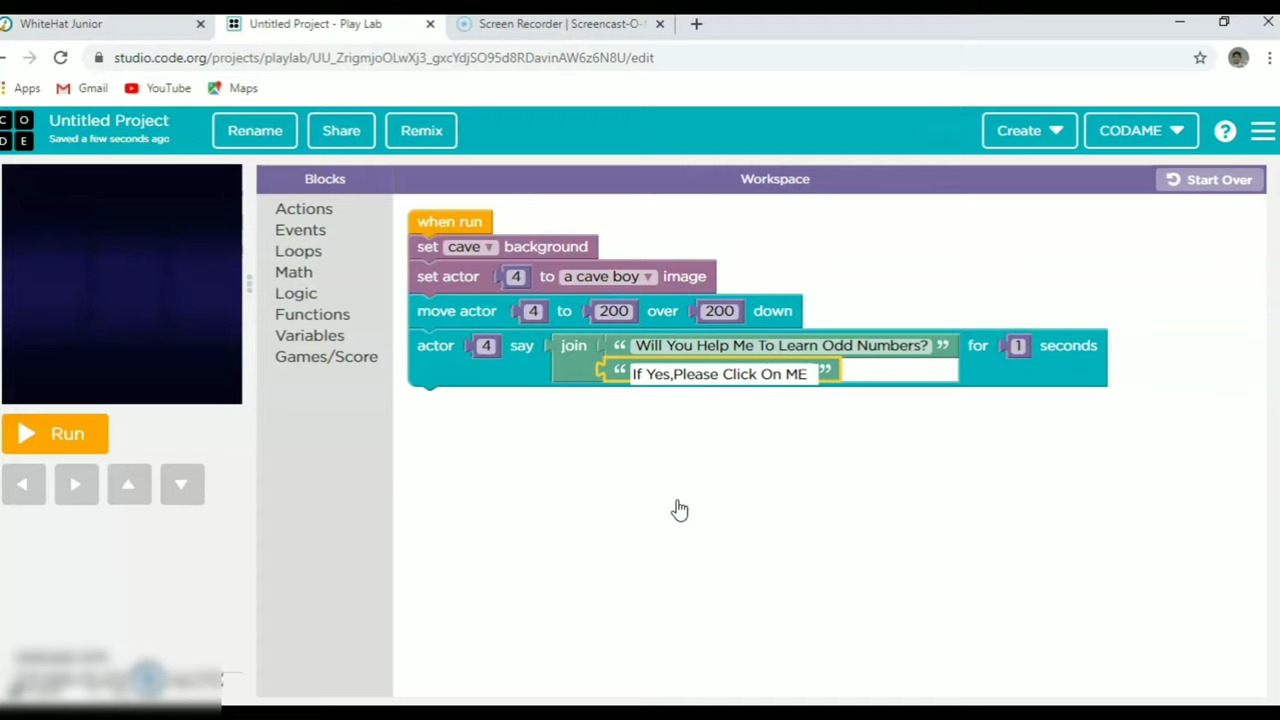 WhiteHat Junior
Untitled Project - Play Lab
Screen Recorder | Screencast-O-
studio.code.org/projects/playlab/UU_ZrigmjoOLwXj3_gxcYdjSO95d8RDavinAW6z6N8U/edit
Apps Gmail YouTube Maps
C O D E
Untitled Project
Saved a few seconds ago
Rename Share Remix
Create CODAME ?
Blocks
Workspace
Start Over
Actions
Events
Loops
Math
Logic
Functions
Variables
Games/Score
when run
set cave background
set actor 4 to a cave boy image
move actor 4 to 200 over 200 down
actor 4 say join “ Will You Help Me To Learn Odd Numbers? ” for 1 seconds
“ If Yes,Please Click On ME ”
Run